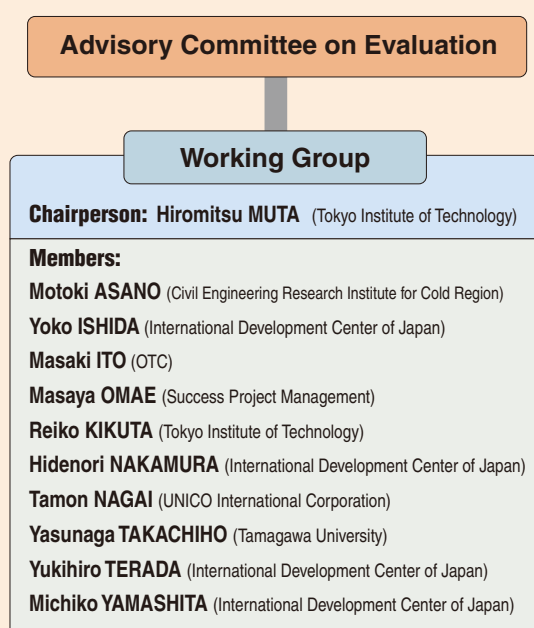 Advisory Committee on Evaluation
Working Group
Chairperson: Hiromitsu MUTA (Tokyo Institute of Technology)
Members:
Motoki ASANO (Civil Engineering Research Institute for Cold Region)
Yoko ISHIDA (International Development Center of Japan)
Masaki ITO (OTC)
Masaya OMAE (Success Project Management)
Reiko KIKUTA (Tokyo Institute of Technology)
Hidenori NAKAMURA (International Development Center of Japan)
Tamon NAGAI (UNICO International Corporation)
Yasunaga TAKACHIHO (Tamagawa University)
Yukihiro TERADA (International Development Center of Japan)
Michiko YAMASHITA (International Development Center of Japan)